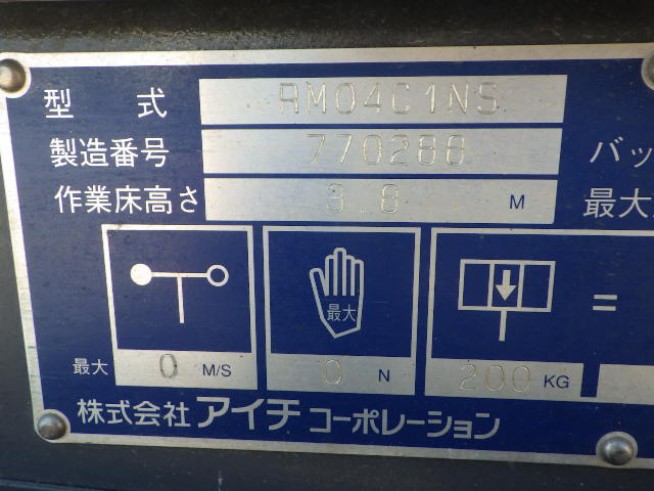 型 式 RM04C1NS
製造番号 770288 バッ
作業床高さ 3.8 M 最大
最大
=
最大 0 M/S 0 N 200 KG
株式会社 アイチ コーポレーション